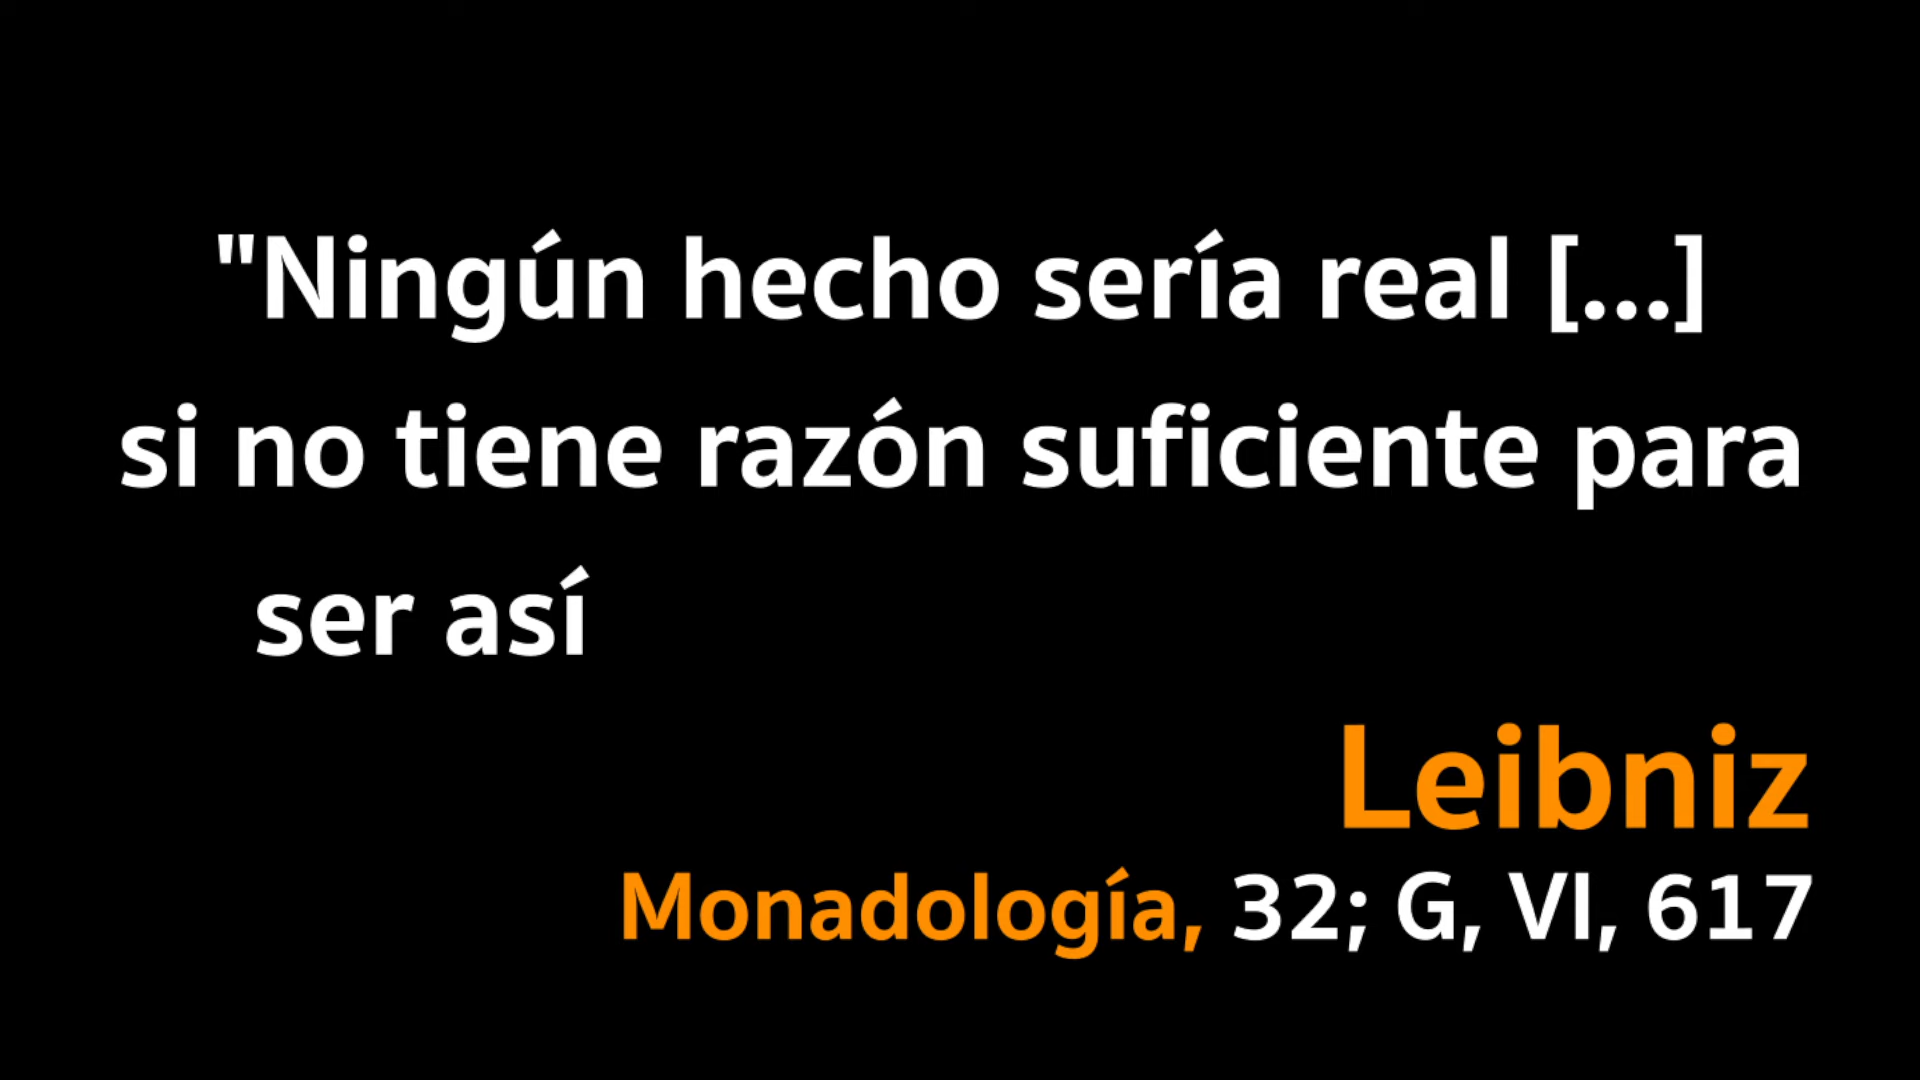 "Ningún hecho sería real [...]
si no tiene razón suficiente para
ser así
Leibniz
Monadología, 32; G, VI, 617